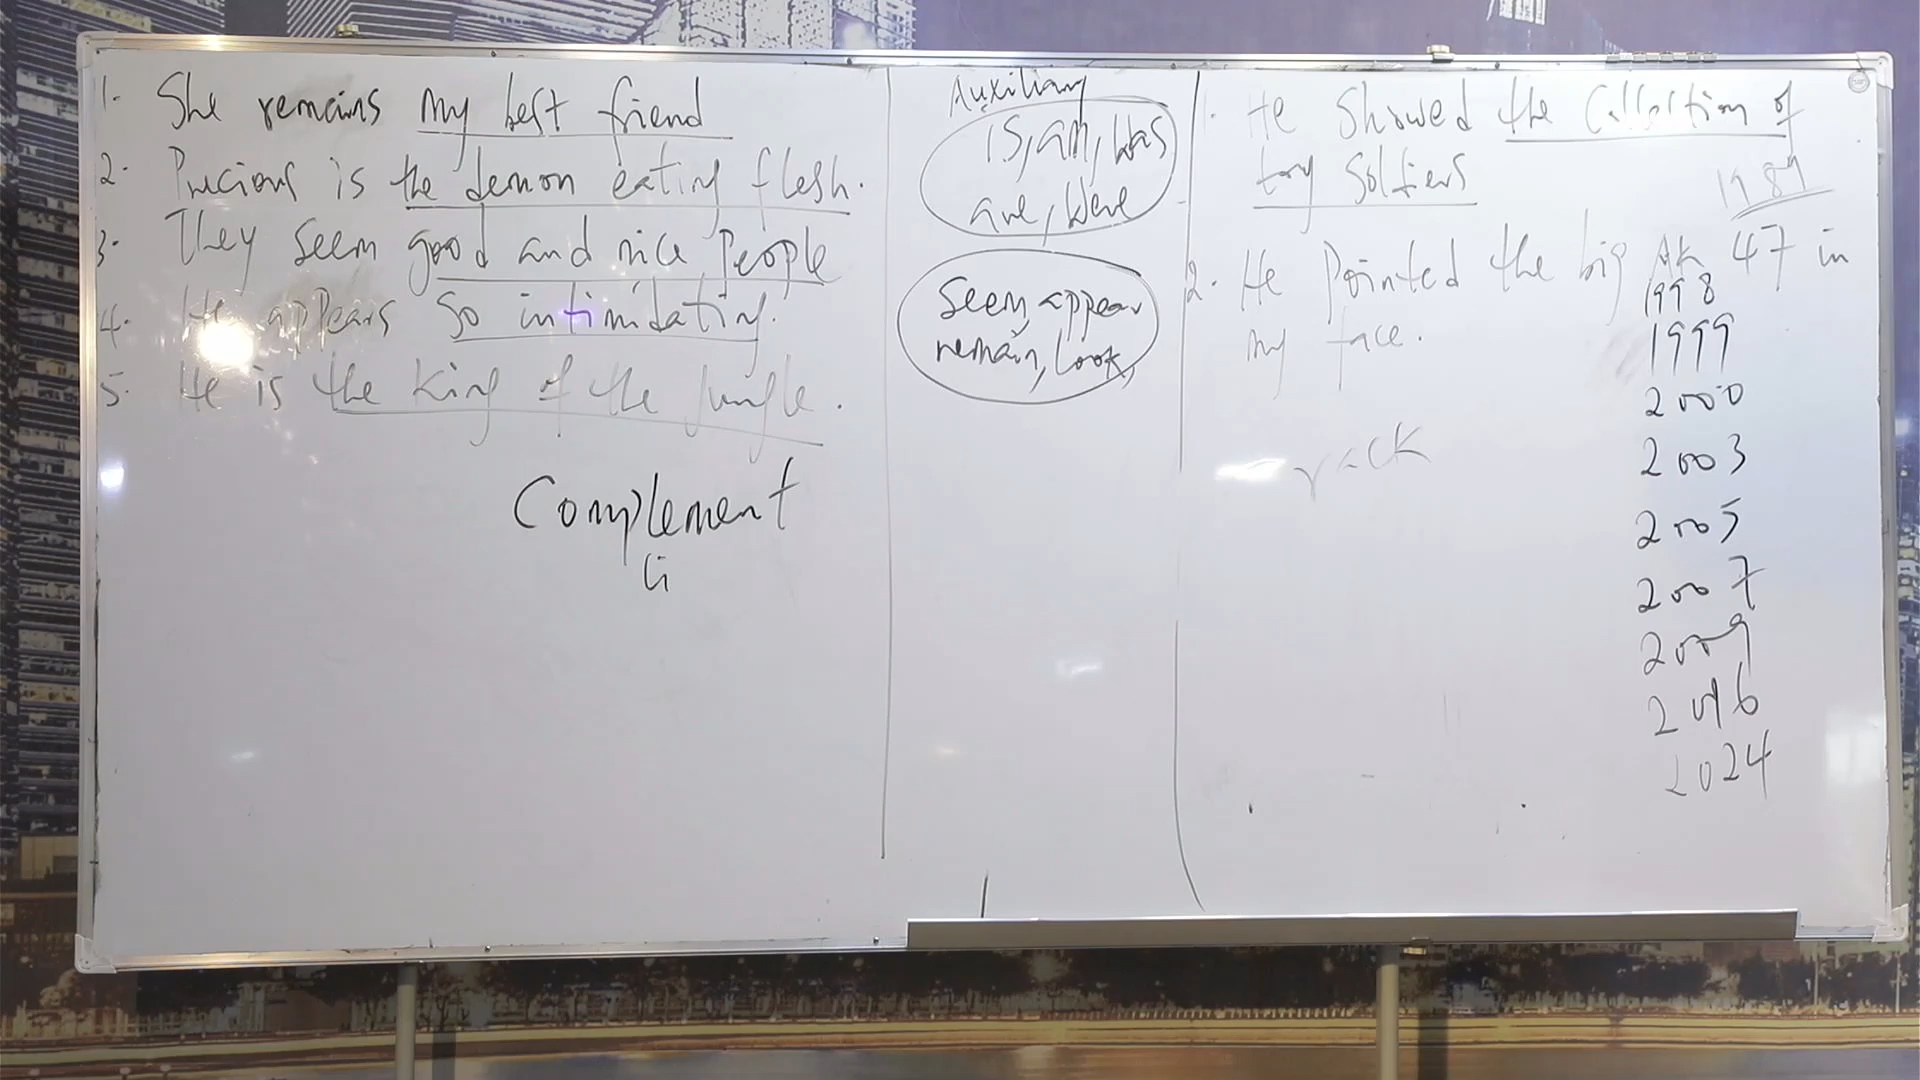 1. She remains my best friend
2. Precious is the demon eating flesh.
3. They seem good and nice people
4. He appears so intimidating.
5. He is the king of the jungle.
Complement
Auxiliary
is, am, was
are, were
Seem, appear
remain, look,
1. He showed the collection of
toy soldiers
2. He pointed the big AK 47 in
my face.
rack
1989
1998
1999
2000
2003
2005
2007
2009
2016
2024